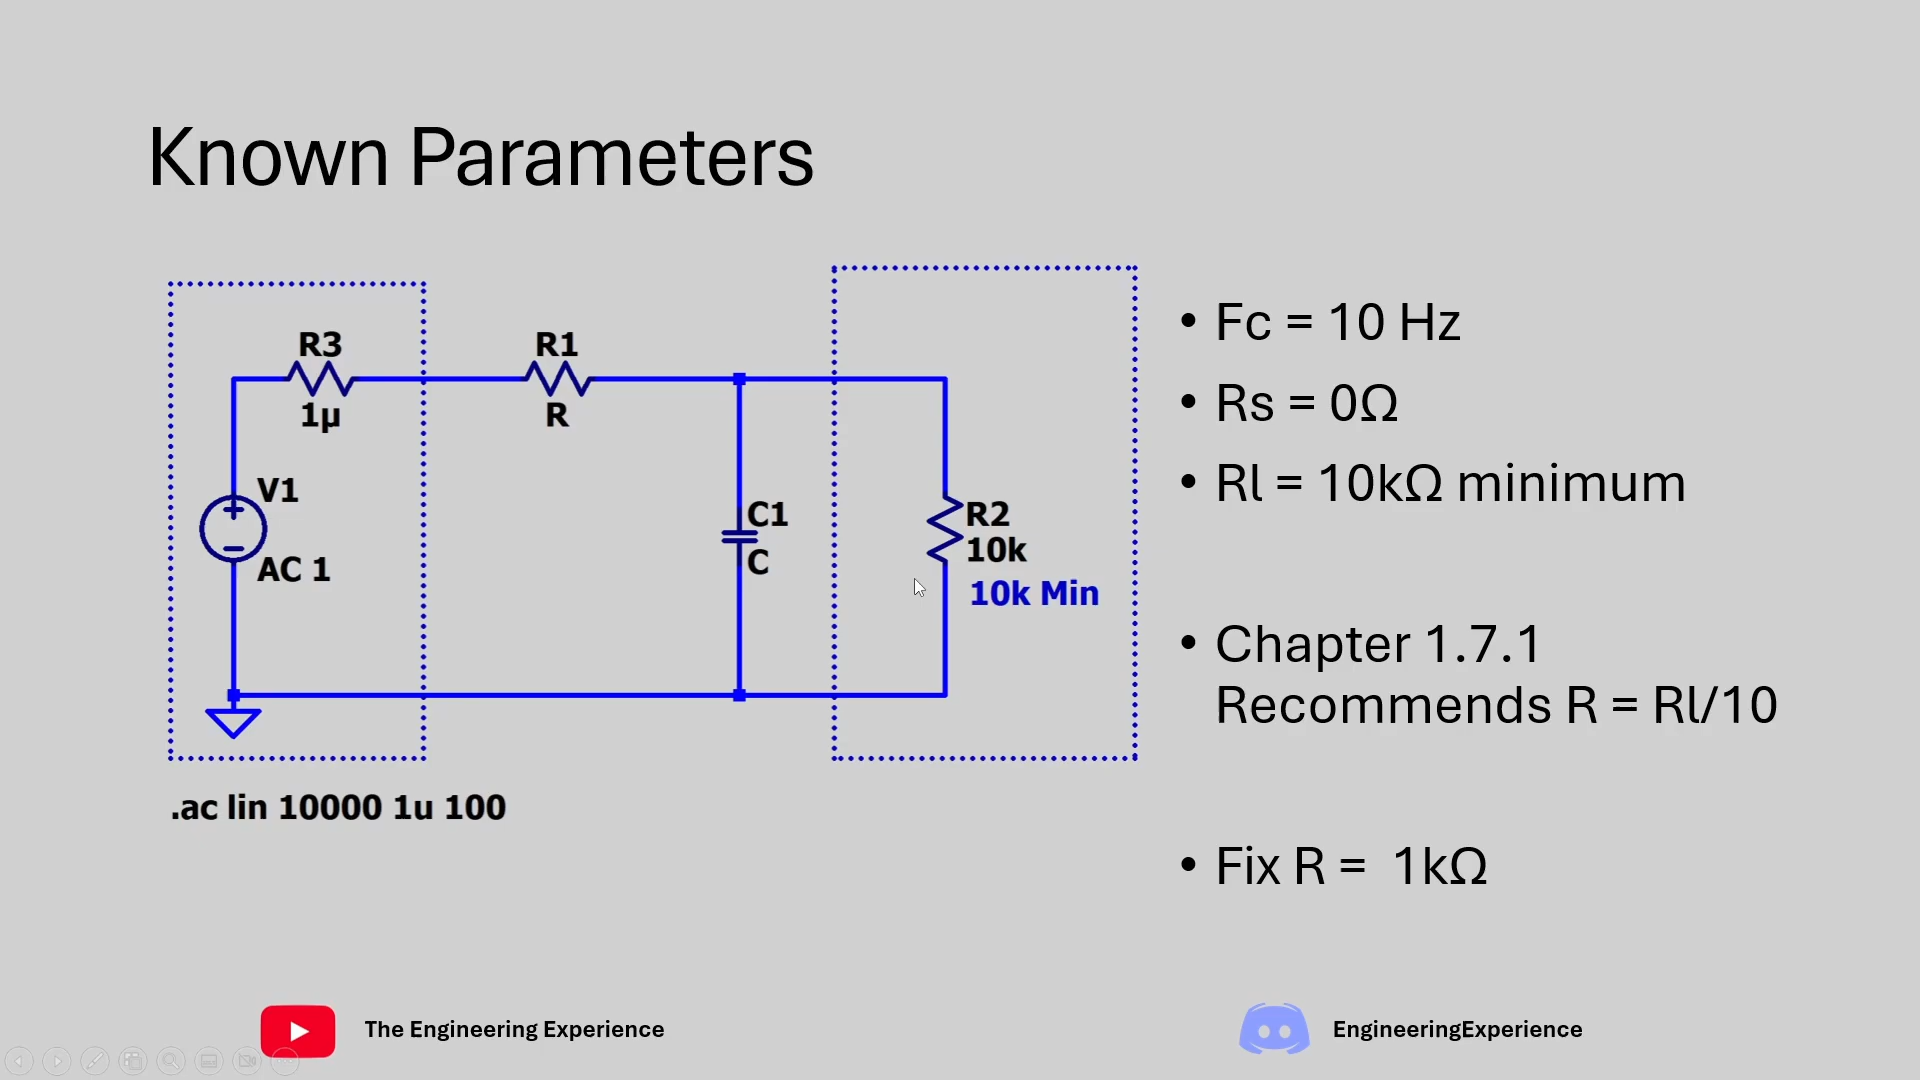 Known Parameters
R3
1µ
R1
R
V1
AC 1
C1
C
R2
10k
10k Min
.ac lin 10000 1u 100
• Fc = 10 Hz
• Rs = 0Ω
• Rl = 10kΩ minimum
• Chapter 1.7.1
Recommends R = Rl/10
• Fix R = 1kΩ
The Engineering Experience
EngineeringExperience